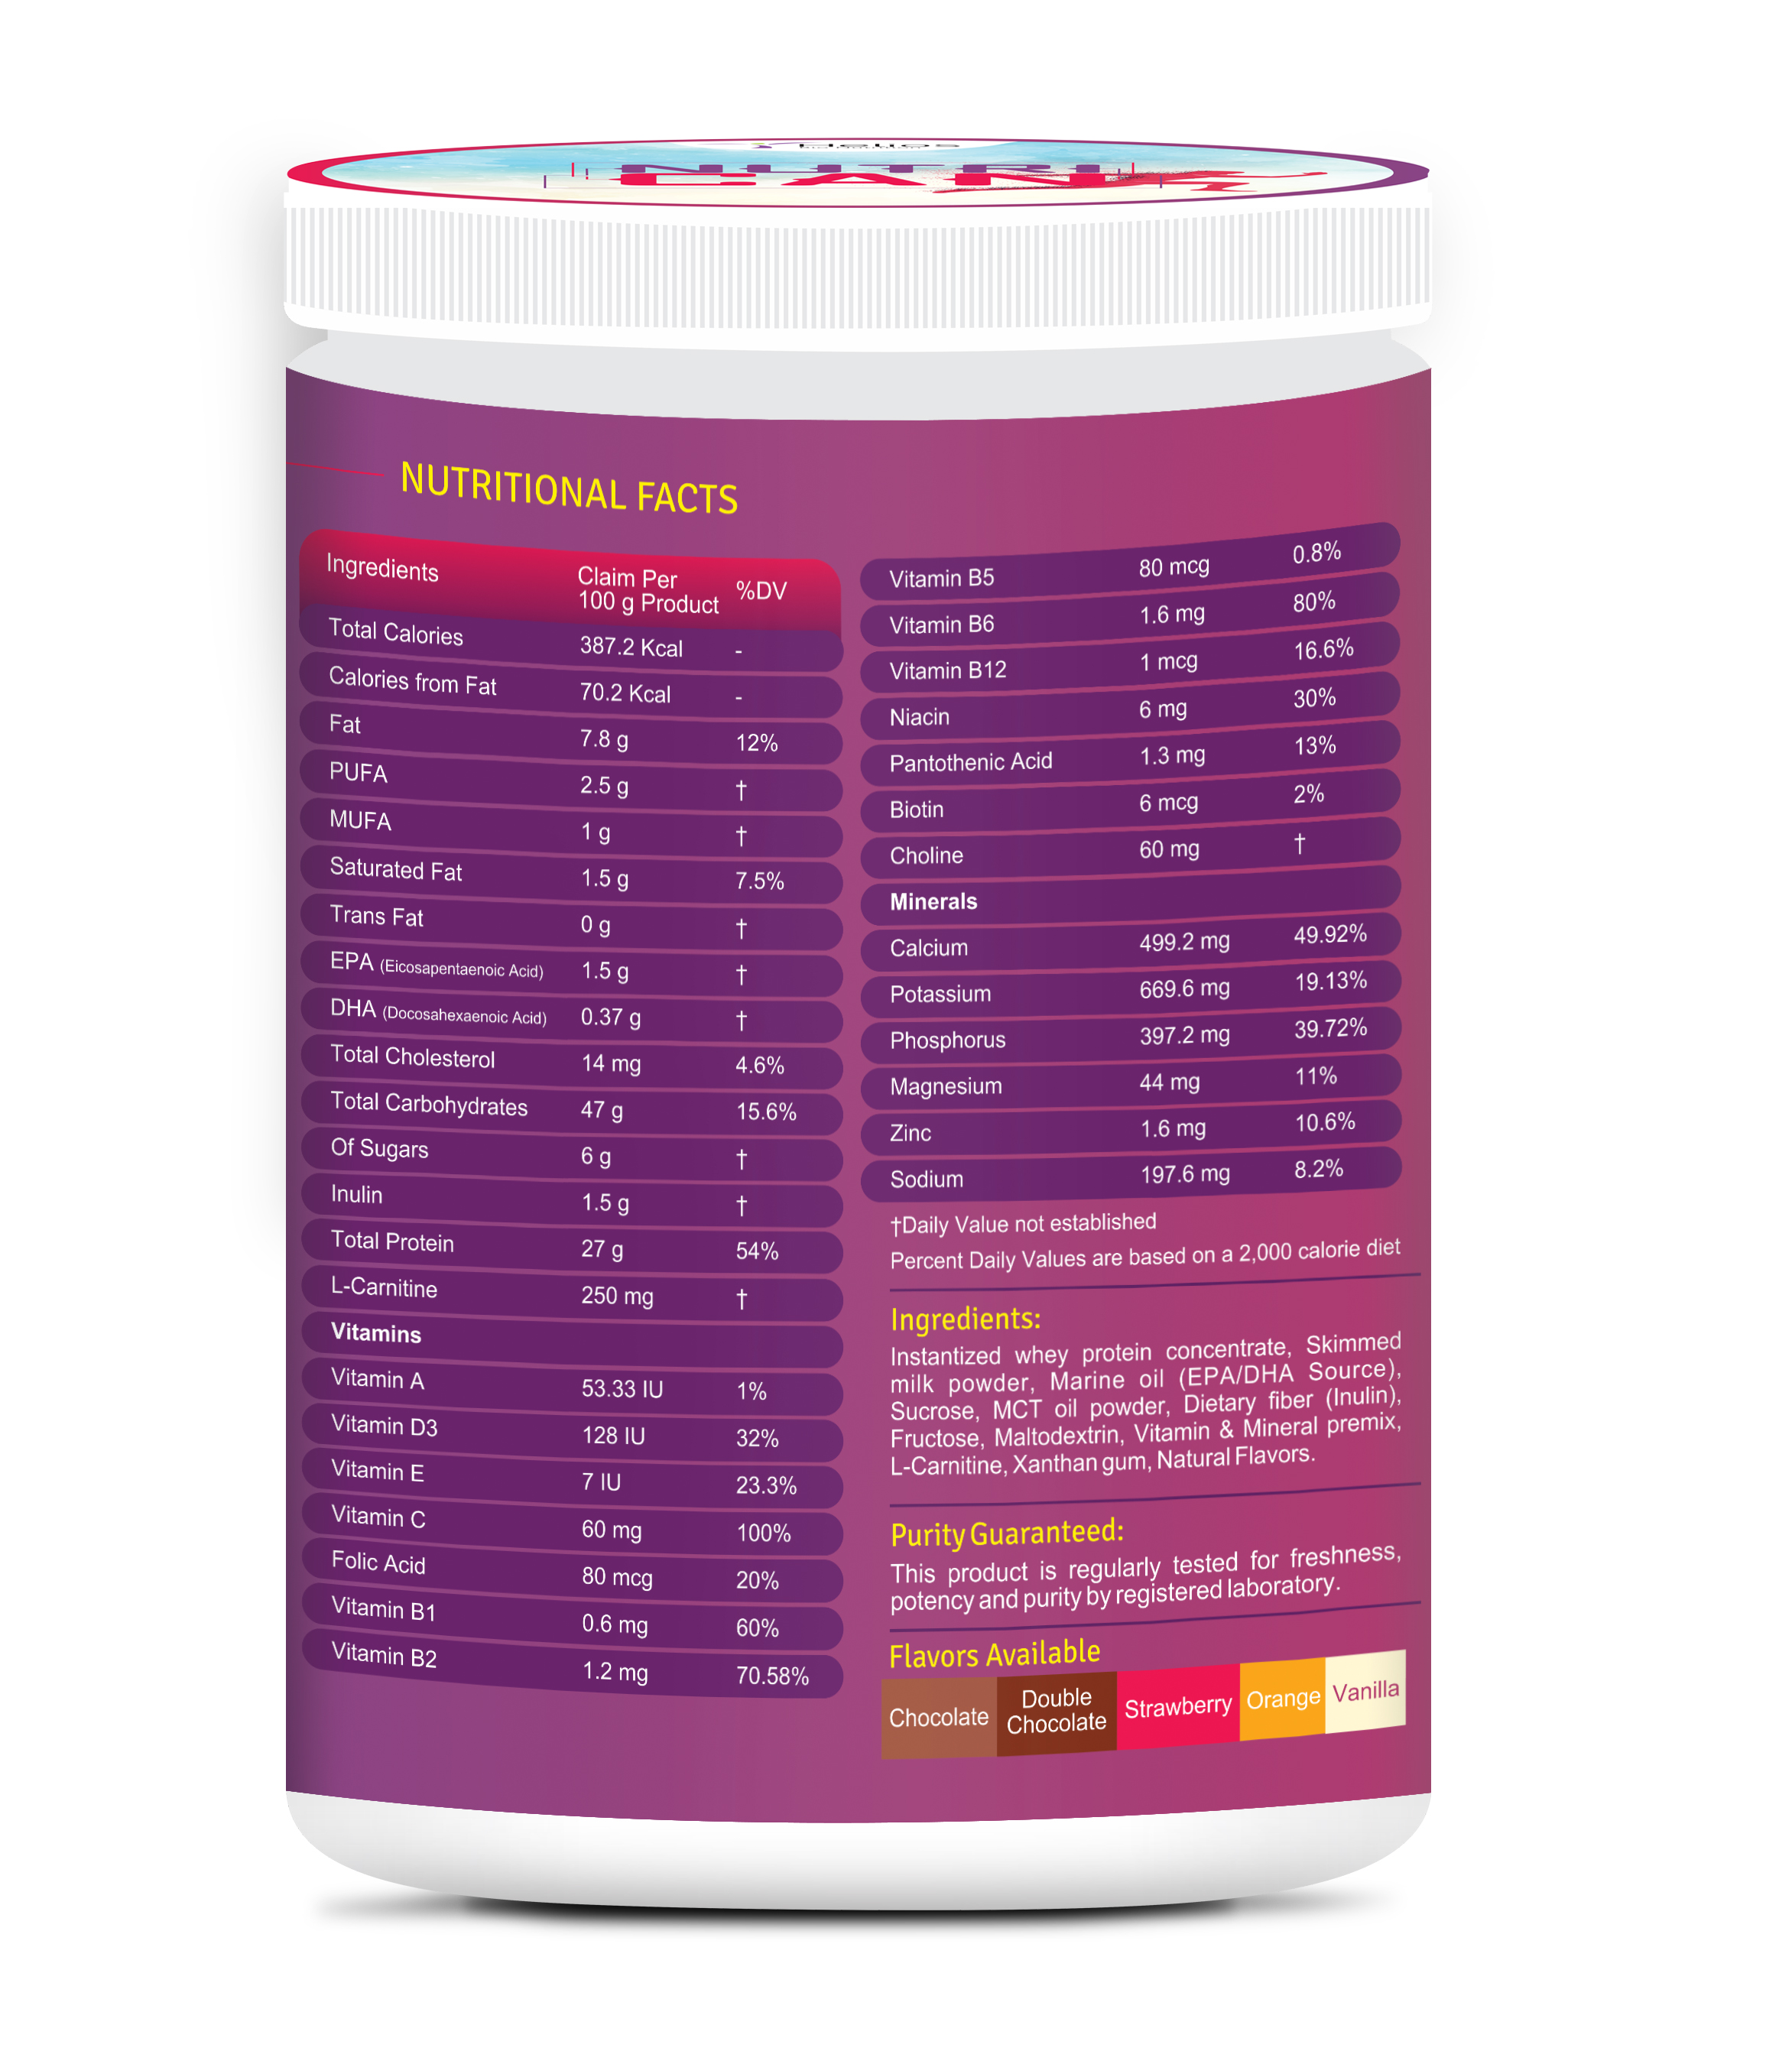 Helios
NUTRI
NUTRITIONAL FACTS
Ingredients Claim Per 100 g Product %DV
Total Calories 387.2 Kcal -
Calories from Fat 70.2 Kcal -
Fat 7.8 g 12%
PUFA 2.5 g †
MUFA 1 g †
Saturated Fat 1.5 g 7.5%
Trans Fat 0 g †
EPA (Eicosapentaenoic Acid) 1.5 g †
DHA (Docosahexaenoic Acid) 0.37 g †
Total Cholesterol 14 mg 4.6%
Total Carbohydrates 47 g 15.6%
Of Sugars 6 g †
Inulin 1.5 g †
Total Protein 27 g 54%
L-Carnitine 250 mg †
Vitamins
Vitamin A 53.33 IU 1%
Vitamin D3 128 IU 32%
Vitamin E 7 IU 23.3%
Vitamin C 60 mg 100%
Folic Acid 80 mcg 20%
Vitamin B1 0.6 mg 60%
Vitamin B2 1.2 mg 70.58%
Vitamin B5 80 mcg 0.8%
Vitamin B6 1.6 mg 80%
Vitamin B12 1 mcg 16.6%
Niacin 6 mg 30%
Pantothenic Acid 1.3 mg 13%
Biotin 6 mcg 2%
Choline 60 mg †
Minerals
Calcium 499.2 mg 49.92%
Potassium 669.6 mg 19.13%
Phosphorus 397.2 mg 39.72%
Magnesium 44 mg 11%
Zinc 1.6 mg 10.6%
Sodium 197.6 mg 8.2%
†Daily Value not established
Percent Daily Values are based on a 2,000 calorie diet
Ingredients:
Instantized whey protein concentrate, Skimmed
milk powder, Marine oil (EPA/DHA Source),
Sucrose, MCT oil powder, Dietary fiber (Inulin),
Fructose, Maltodextrin, Vitamin & Mineral premix,
L-Carnitine, Xanthan gum, Natural Flavors.
Purity Guaranteed:
This product is regularly tested for freshness,
potency and purity by registered laboratory.
Flavors Available
Chocolate Double Chocolate Strawberry Orange Vanilla